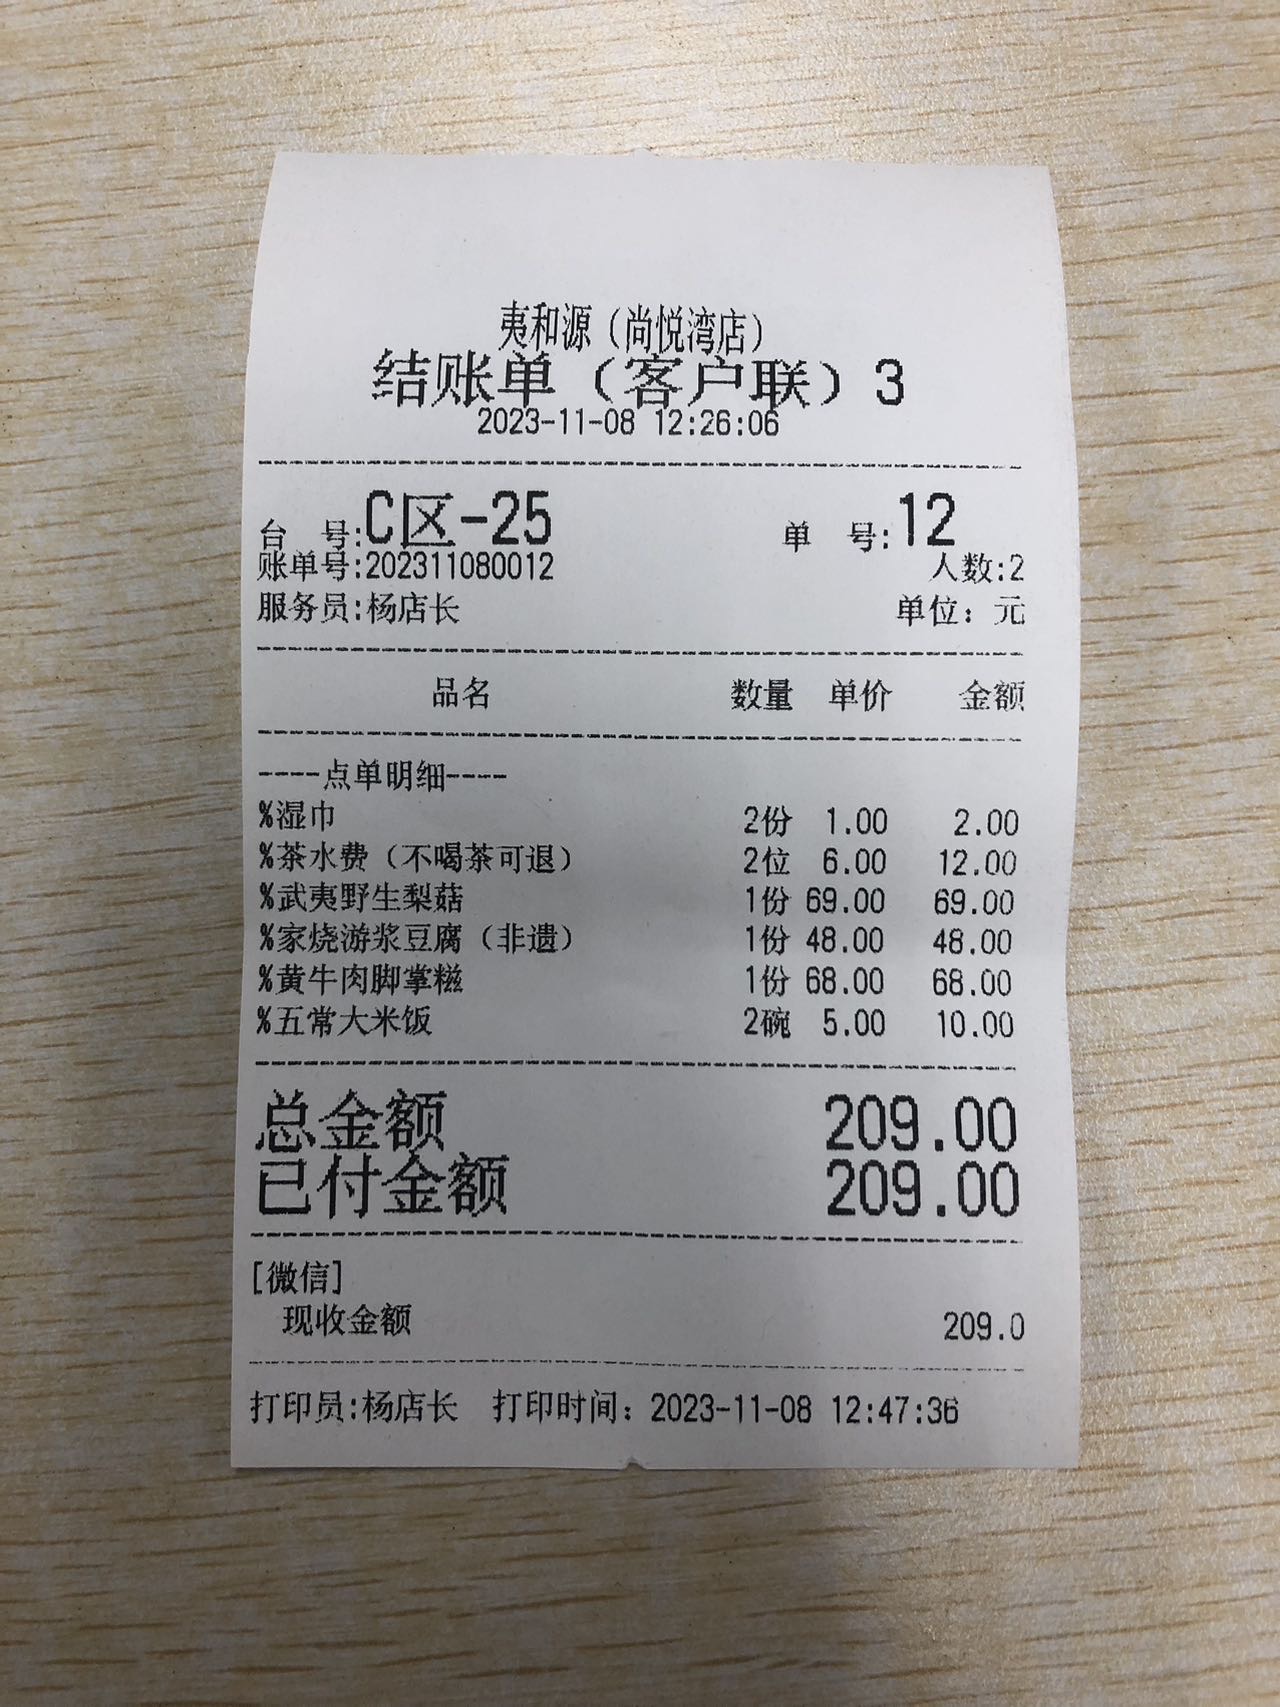 夷和源（尚悦湾店）
结账单（客户联）3
2023-11-08 12:26:06
台 号:C区-25 单 号:12
账单号:202311080012 人数:2
服务员:杨店长 单位：元
品名 数量 单价 金额
----点单明细----
%湿巾 2份 1.00 2.00
%茶水费（不喝茶可退） 2位 6.00 12.00
%武夷野生梨菇 1份 69.00 69.00
%家烧游浆豆腐（非遗） 1份 48.00 48.00
%黄牛肉脚掌糍 1份 68.00 68.00
%五常大米饭 2碗 5.00 10.00
总金额 209.00
已付金额 209.00
[微信]
现收金额 209.0
打印员:杨店长 打印时间：2023-11-08 12:47:36